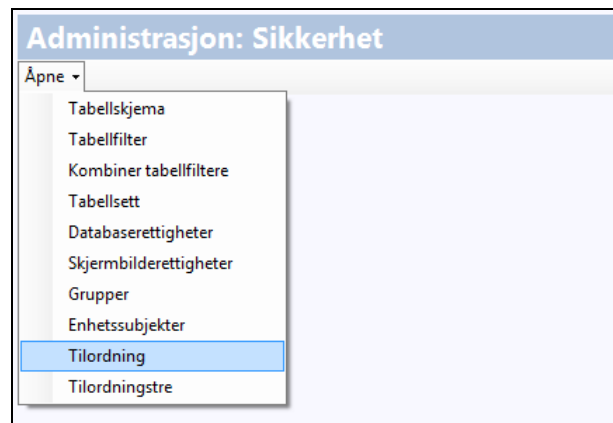 Administrasjon: Sikkerhet
Åpne
Tabellskjema
Tabellfilter
Kombiner tabellfiltere
Tabellsett
Databaserettigheter
Skjermbilderettigheter
Grupper
Enhetssubjekter
Tilordning
Tilordningstre